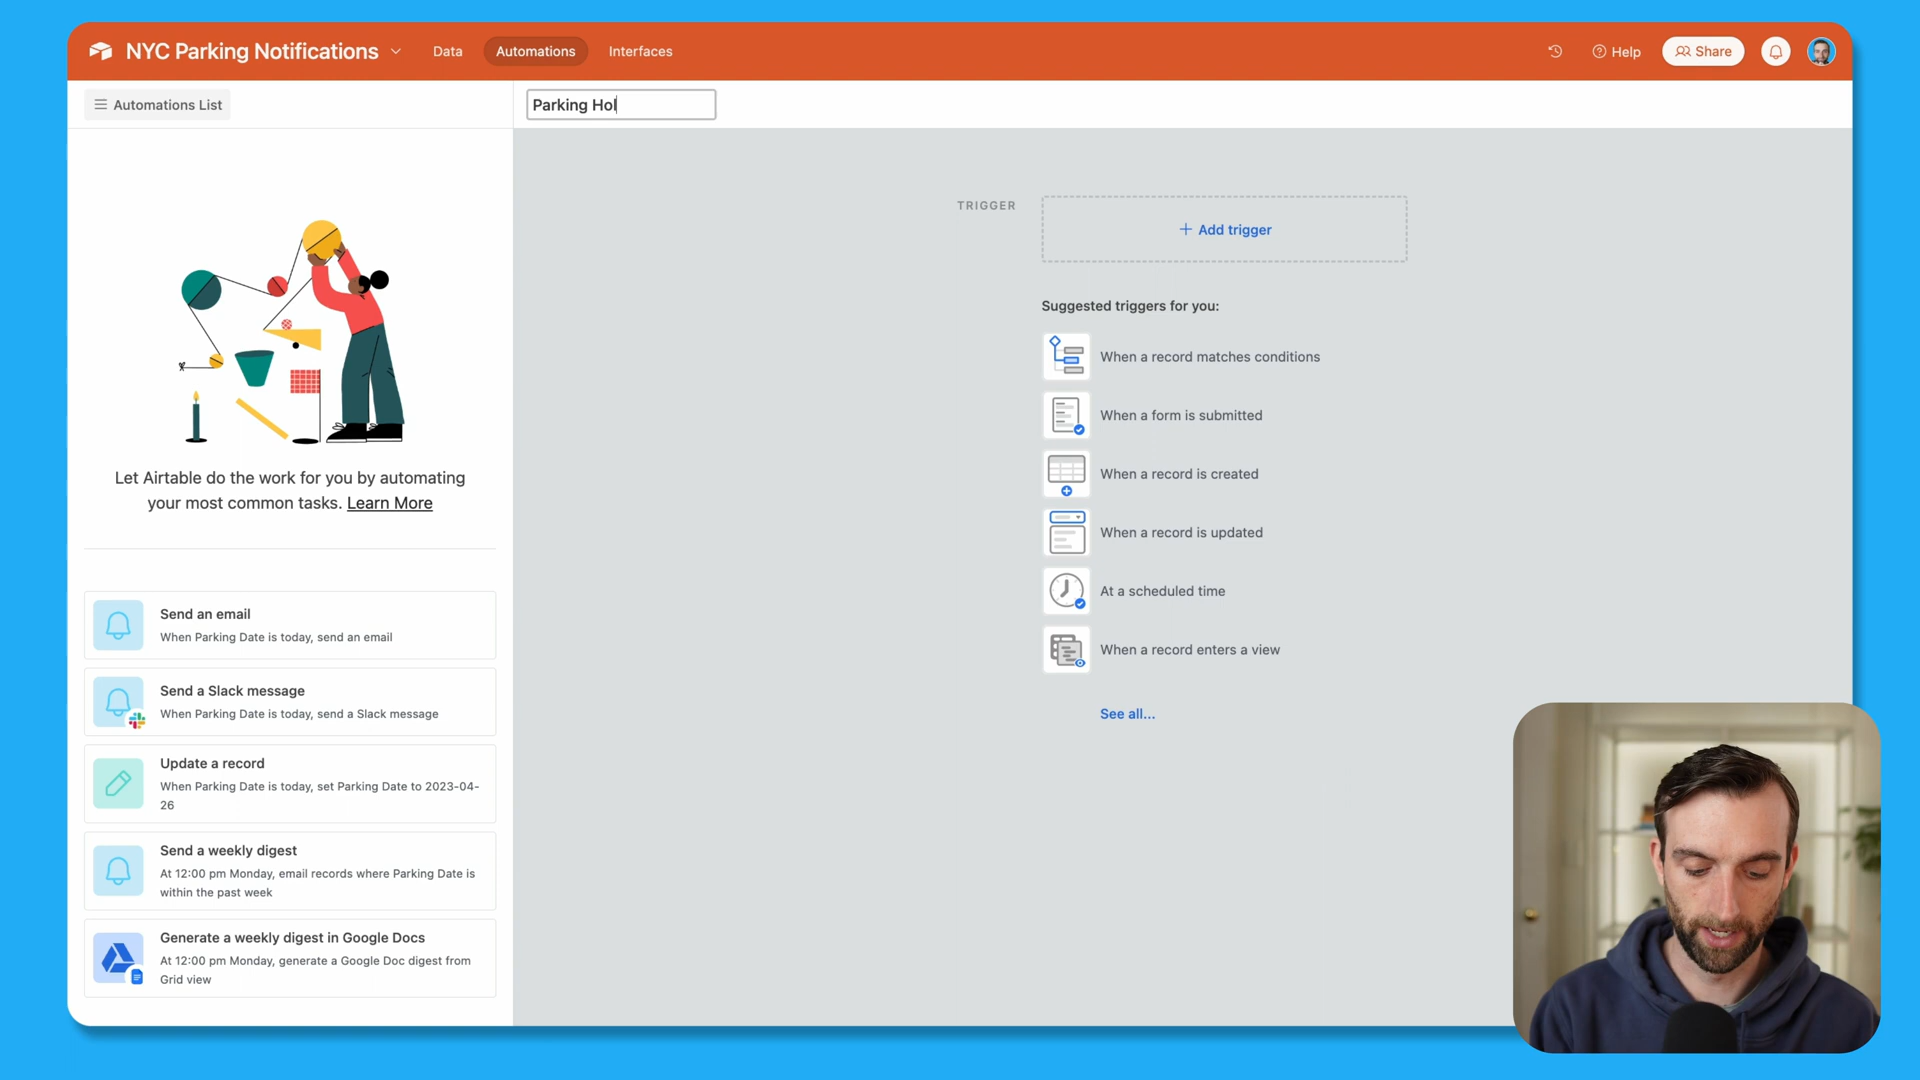 NYC Parking Notifications
Data
Automations
Interfaces
Help
Share
Automations List
Parking Hol
Let Airtable do the work for you by automating
your most common tasks. Learn More
Send an email
When Parking Date is today, send an email
Send a Slack message
When Parking Date is today, send a Slack message
Update a record
When Parking Date is today, set Parking Date to 2023-04-
26
Send a weekly digest
At 12:00 pm Monday, email records where Parking Date is
within the past week
Generate a weekly digest in Google Docs
At 12:00 pm Monday, generate a Google Doc digest from
Grid view
TRIGGER
+ Add trigger
Suggested triggers for you:
When a record matches conditions
When a form is submitted
When a record is created
When a record is updated
At a scheduled time
When a record enters a view
See all...